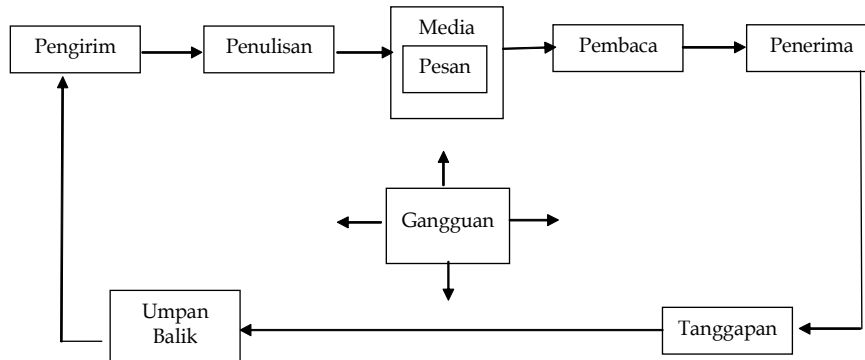 Pengirim
Penulisan
Media
Pesan
Pembaca
Penerima
Gangguan
Umpan
Balik
Tanggapan